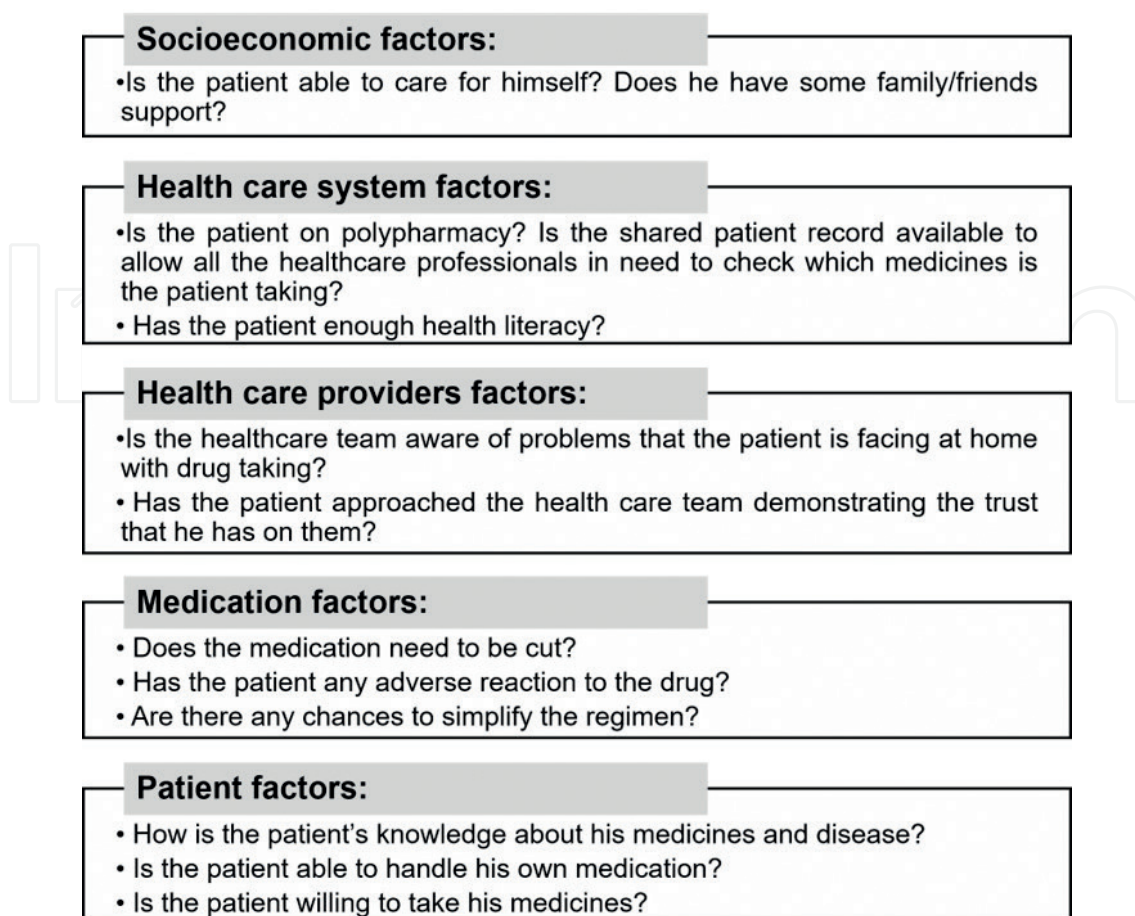 Socioeconomic factors:
•Is the patient able to care for himself? Does he have some family/friends
support?
Health care system factors:
•Is the patient on polypharmacy? Is the shared patient record available to
allow all the healthcare professionals in need to check which medicines is
the patient taking?
• Has the patient enough health literacy?
Health care providers factors:
•Is the healthcare team aware of problems that the patient is facing at home
with drug taking?
• Has the patient approached the health care team demonstrating the trust
that he has on them?
Medication factors:
• Does the medication need to be cut?
• Has the patient any adverse reaction to the drug?
• Are there any chances to simplify the regimen?
Patient factors:
• How is the patient's knowledge about his medicines and disease?
• Is the patient able to handle his own medication?
• Is the patient willing to take his medicines?